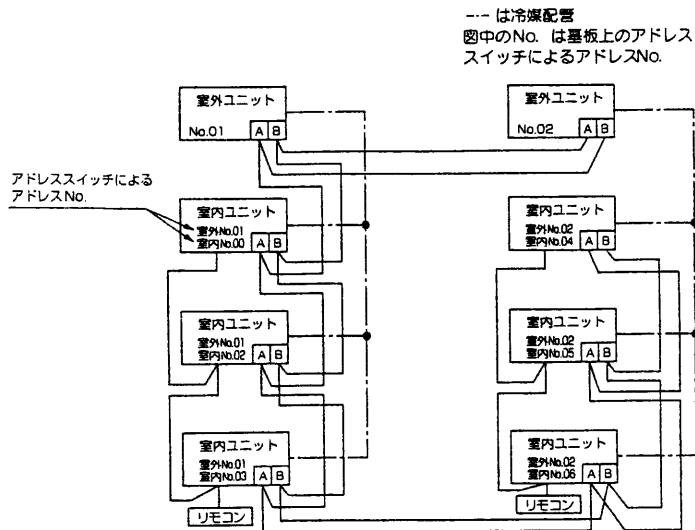 -・- は冷媒配管
図中のNo. は基板上のアドレス
スイッチによるアドレスNo.
室外ユニット
No.01 A B
室外ユニット
No.02 A B
アドレススイッチによる
アドレスNo.
室内ユニット
室外No.01
室内No.00 A B
室内ユニット
室外No.02
室内No.04 A B
室内ユニット
室外No.01
室内No.02 A B
室内ユニット
室外No.02
室内No.05 A B
室内ユニット
室外No.01
室内No.03 A B
リモコン
室内ユニット
室外No.02
室内No.06 A B
リモコン